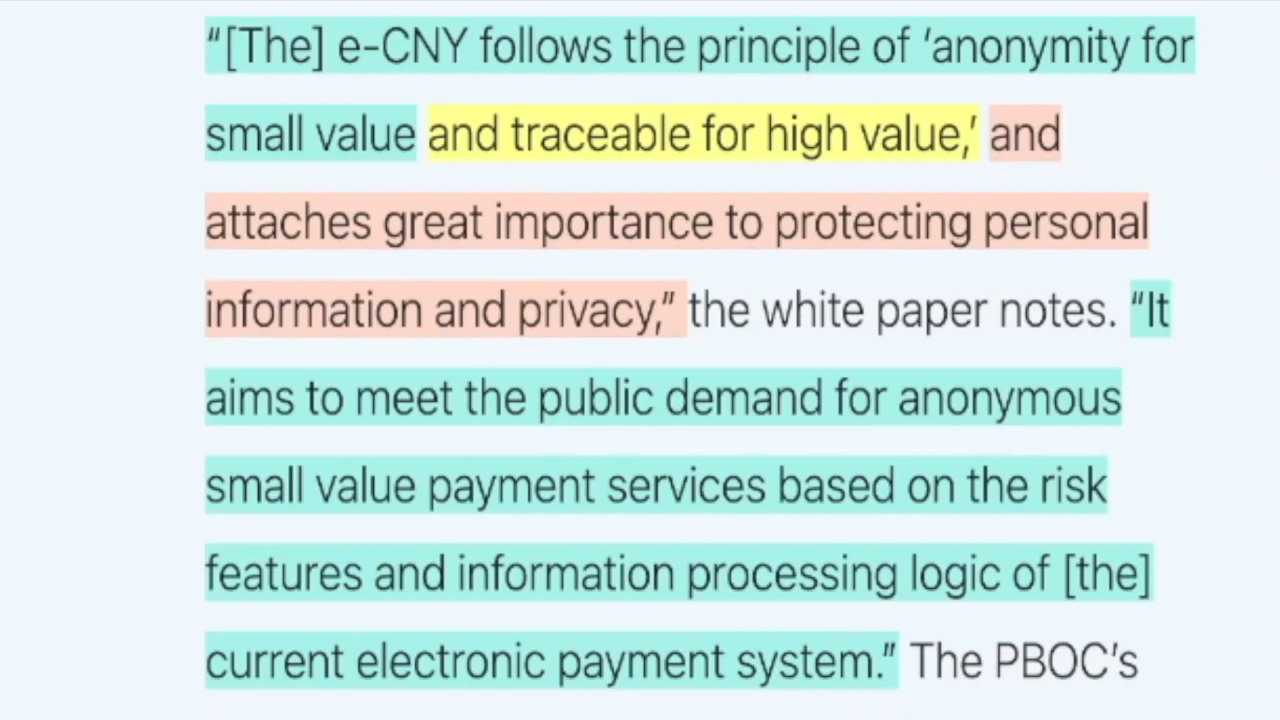 “[The] e-CNY follows the principle of ‘anonymity for
small value and traceable for high value,’ and
attaches great importance to protecting personal
information and privacy,” the white paper notes. “It
aims to meet the public demand for anonymous
small value payment services based on the risk
features and information processing logic of [the]
current electronic payment system.” The PBOC’s